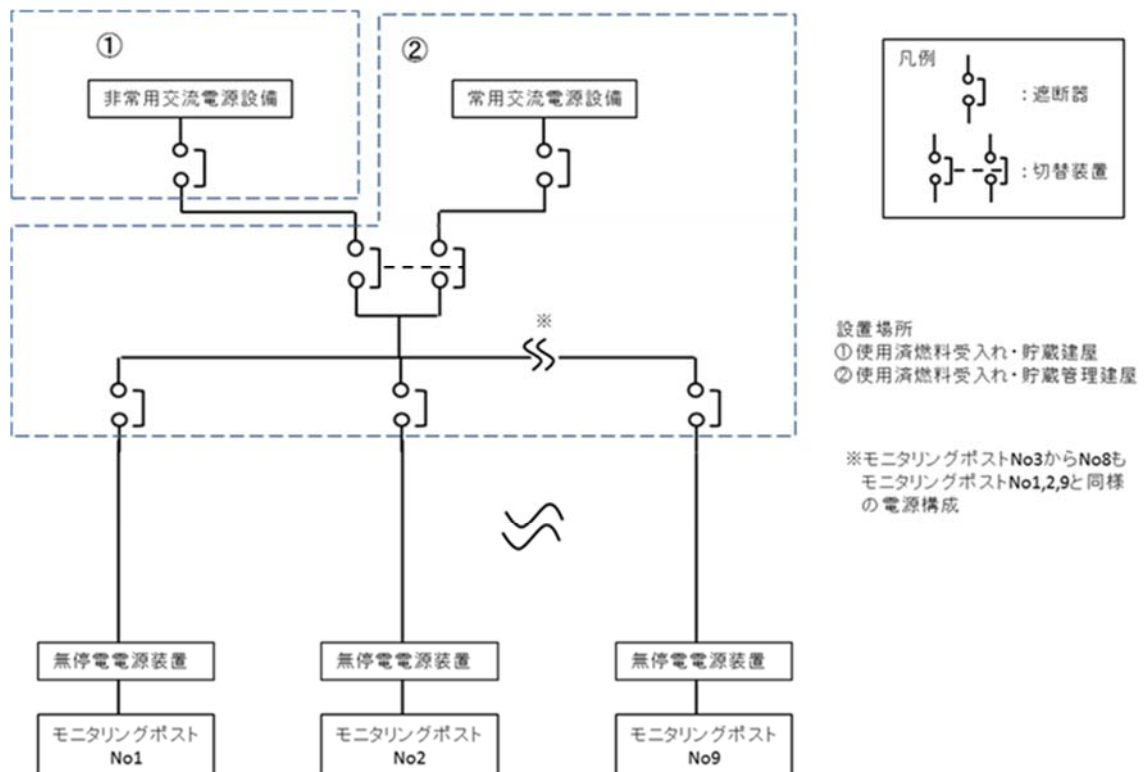 ①
②
非常用交流電源設備
常用交流電源設備
凡例
：遮断器
：切替装置
※
設置場所
①使用済燃料受入れ・貯蔵建屋
②使用済燃料受入れ・貯蔵管理建屋
※モニタリングポストNo3からNo8も
モニタリングポストNo1,2,9と同様
の電源構成
無停電電源装置
無停電電源装置
無停電電源装置
モニタリングポスト
No1
モニタリングポスト
No2
モニタリングポスト
No9